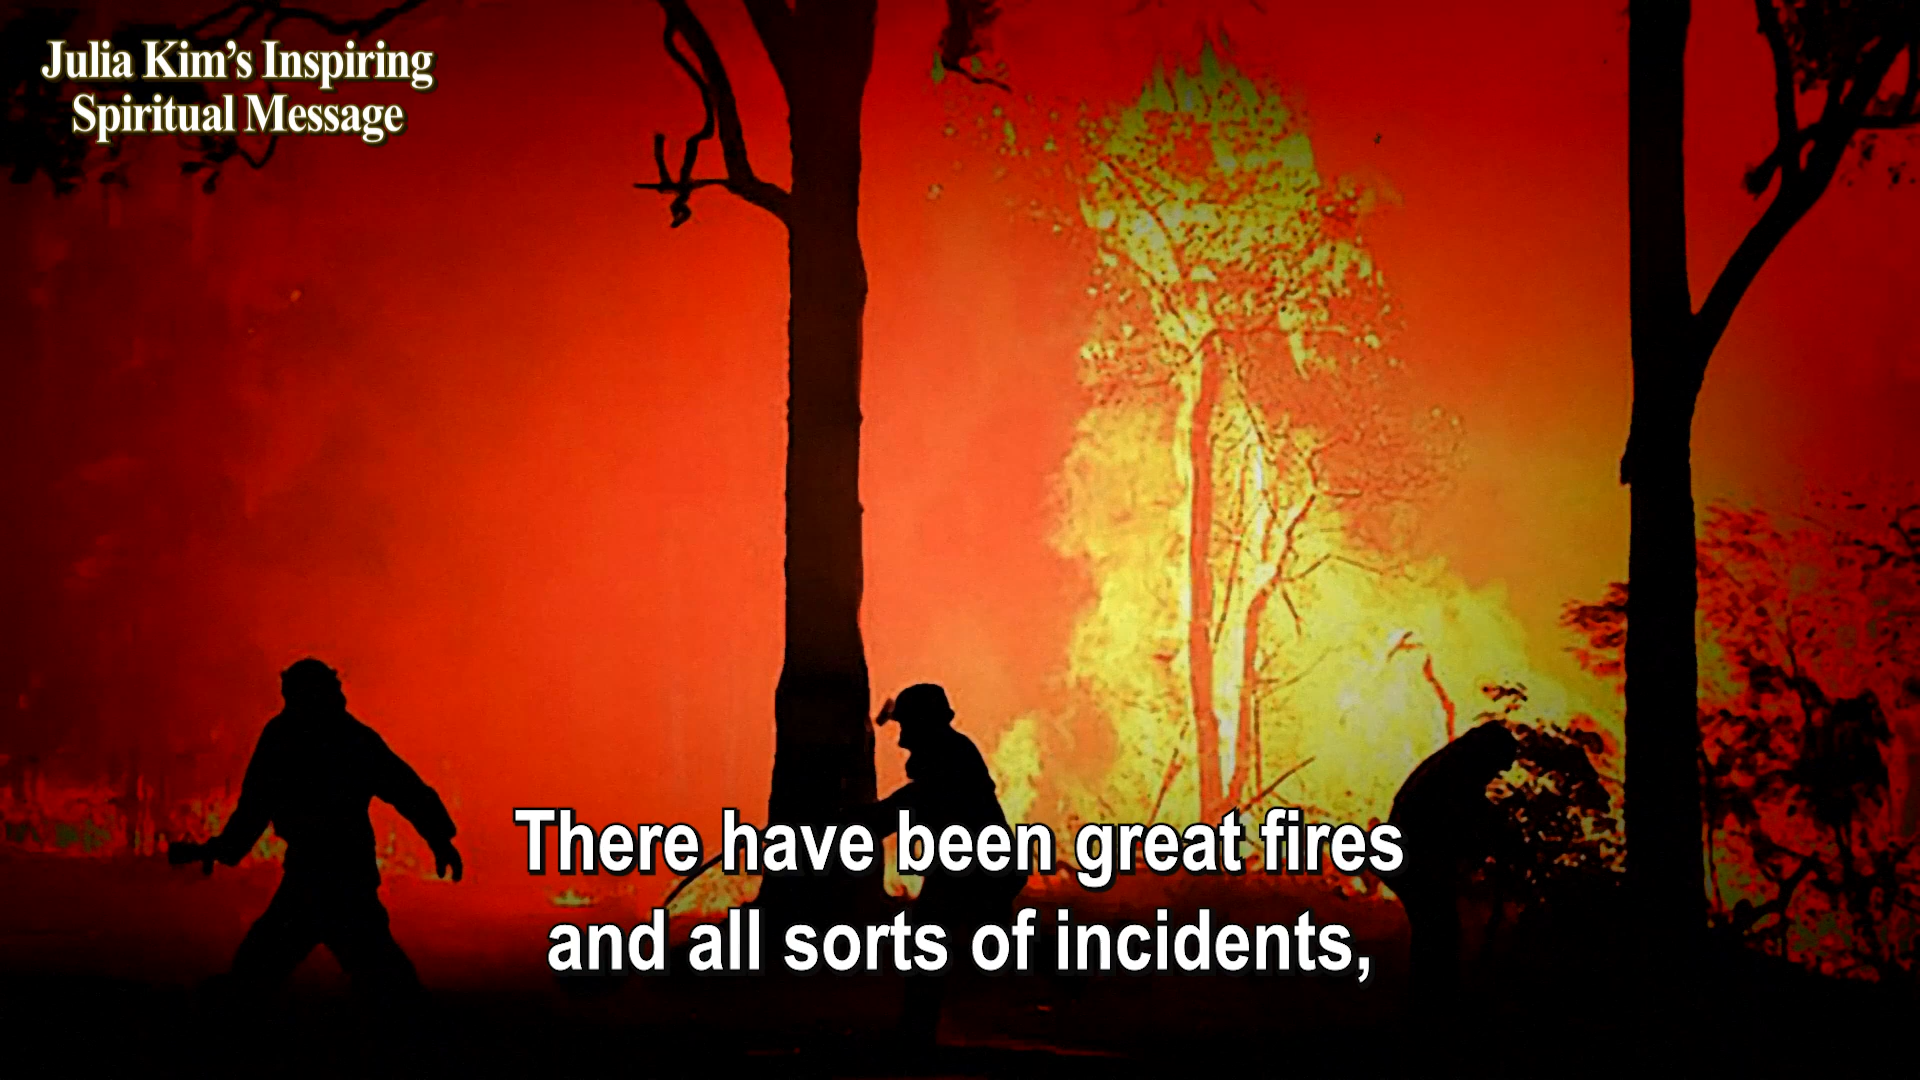 Julia Kim’s Inspiring
Spiritual Message
There have been great fires
and all sorts of incidents,